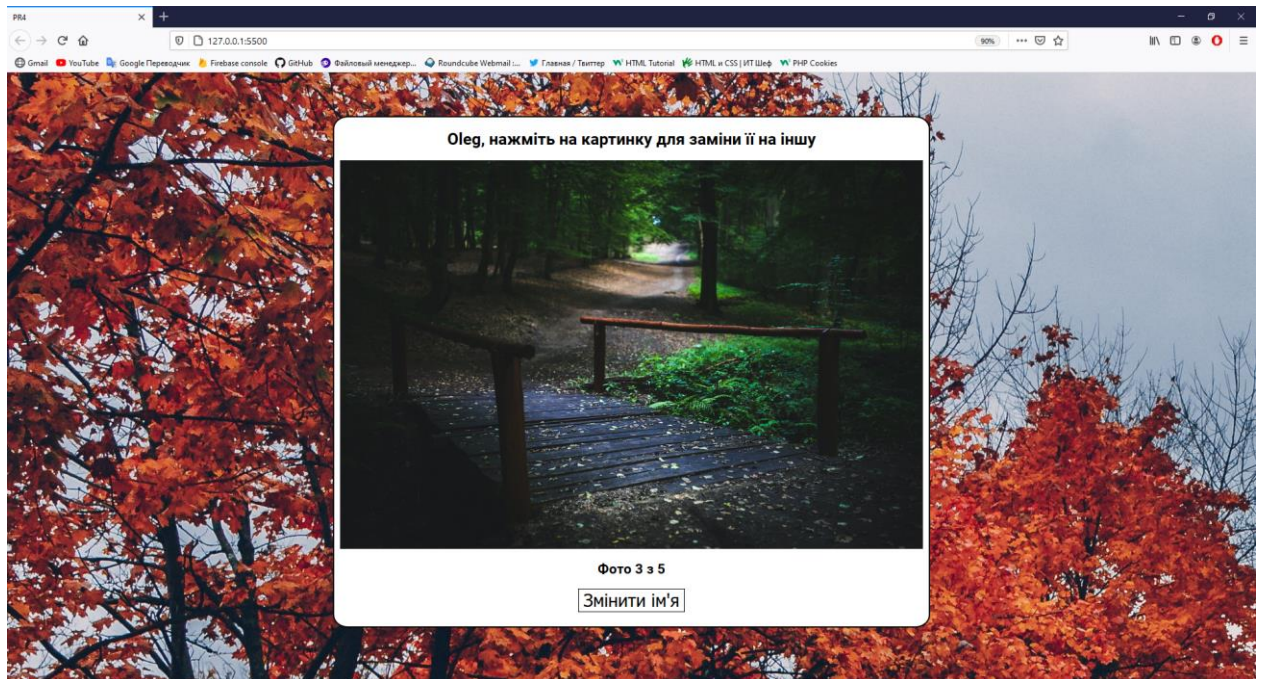 PR4
127.0.0.1:5500
90%
Gmail YouTube Google Переводчик Firebase console GitHub Файловый менеджер... Roundcube Webmail :... Главная / Твиттер HTML Tutorial HTML и CSS | ИТ Шеф PHP Cookies
Oleg, нажміть на картинку для заміни її на іншу
Фото 3 з 5
Змінити ім'я